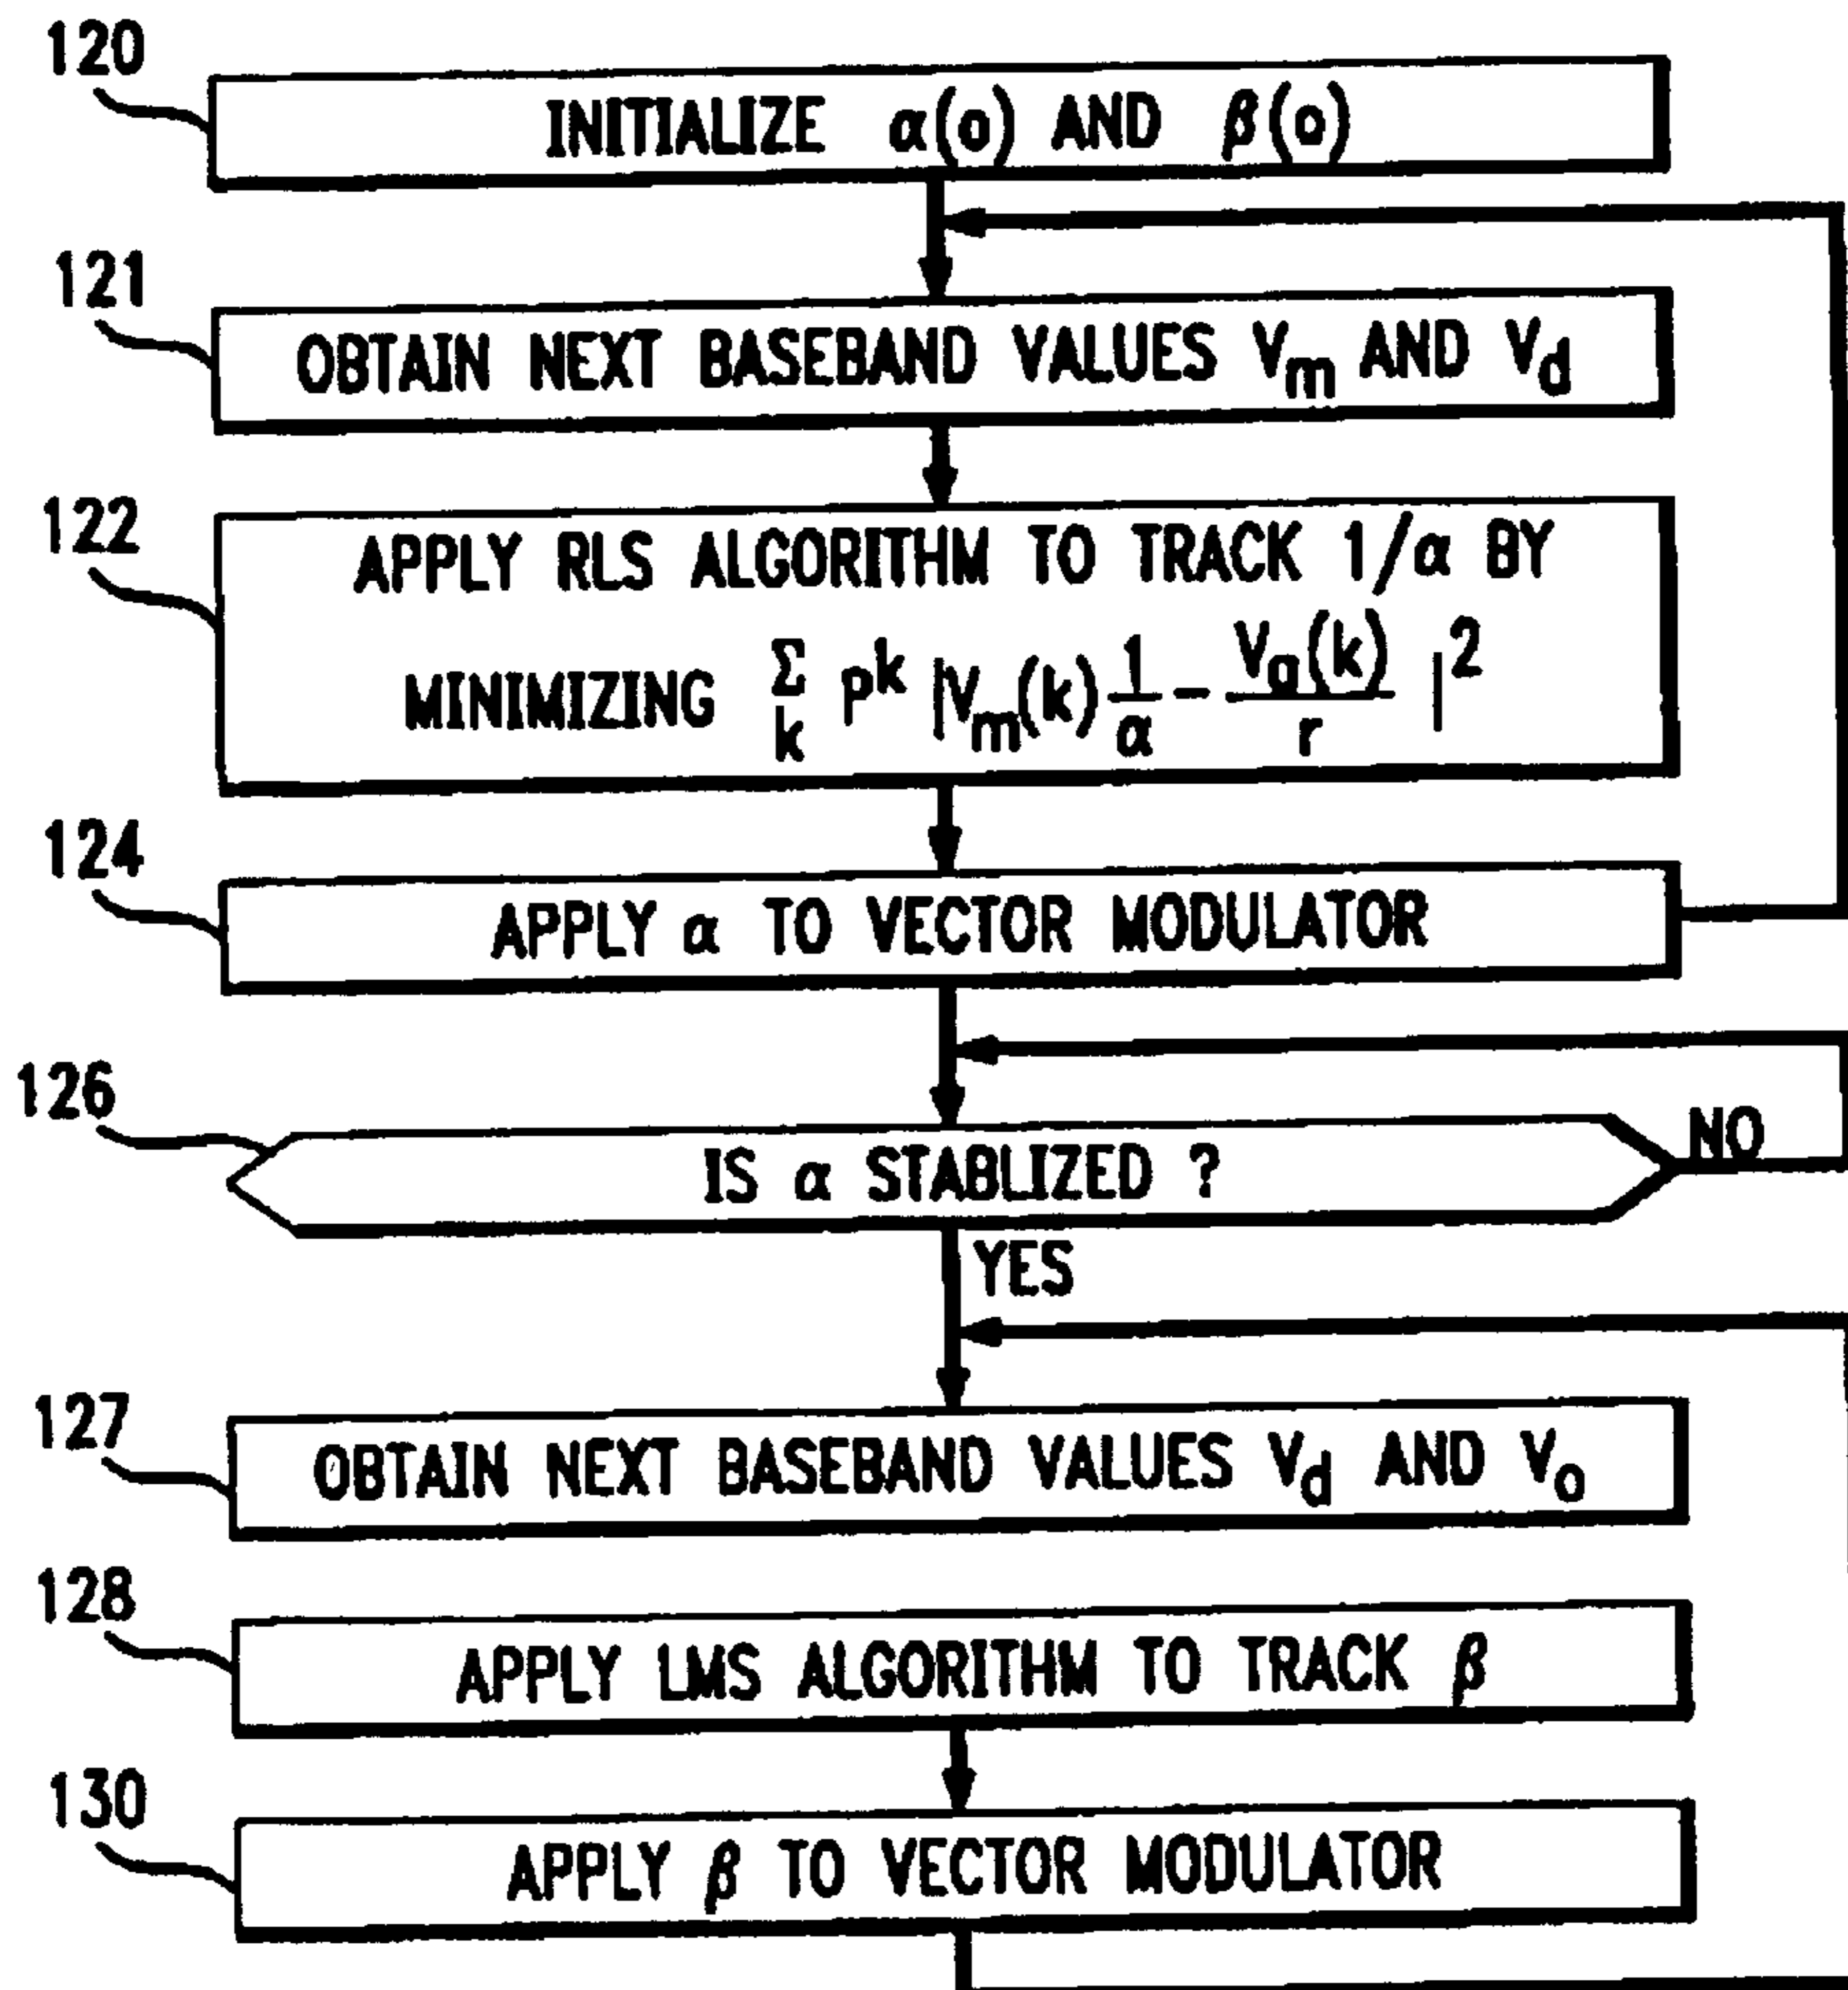 120
INITIALIZE α(o) AND β(o)
121
OBTAIN NEXT BASEBAND VALUES Vm AND Vd
122
APPLY RLS ALGORITHM TO TRACK 1/α BY
MINIMIZING Σ_k ρ^k |Vm(k) 1/α - Va(k)/r |^2
124
APPLY α TO VECTOR MODULATOR
126
IS α STABLIZED ?
NO
YES
127
OBTAIN NEXT BASEBAND VALUES Vd AND Vo
128
APPLY LMS ALGORITHM TO TRACK β
130
APPLY β TO VECTOR MODULATOR